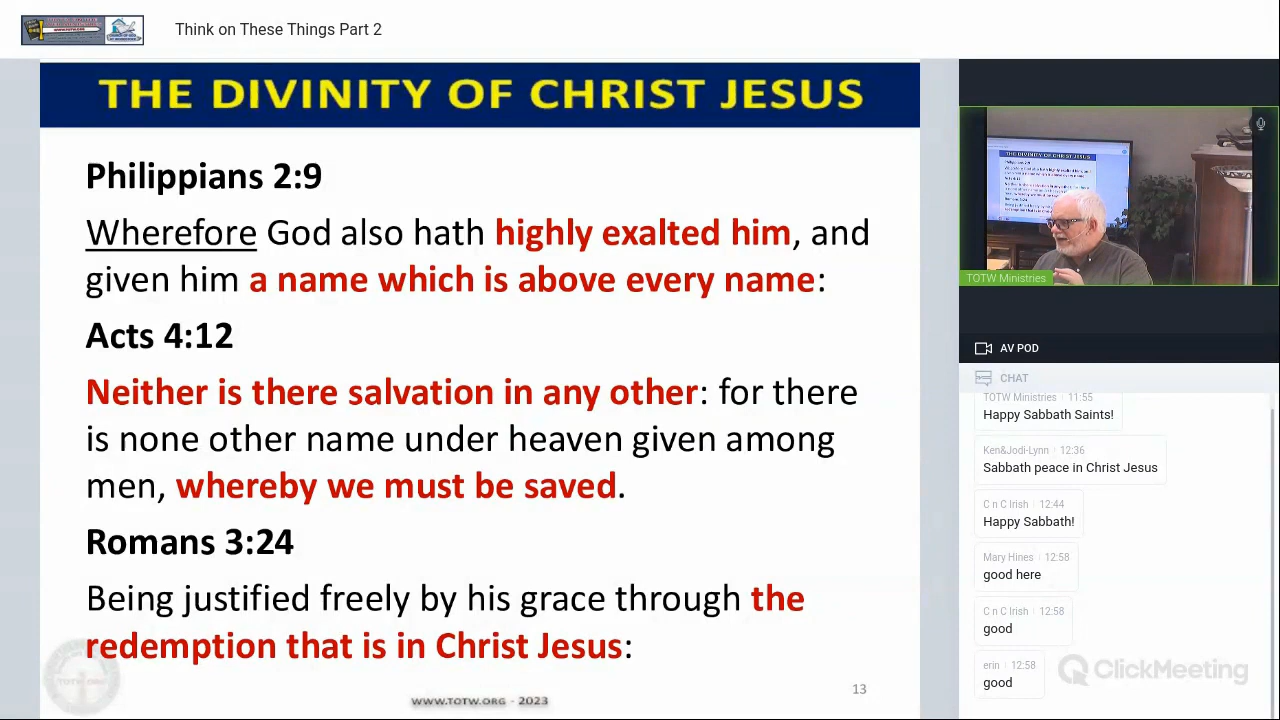 Think on These Things Part 2
THE DIVINITY OF CHRIST JESUS
Philippians 2:9
Wherefore God also hath highly exalted him, and
given him a name which is above every name:
Acts 4:12
Neither is there salvation in any other: for there
is none other name under heaven given among
men, whereby we must be saved.
Romans 3:24
Being justified freely by his grace through the
redemption that is in Christ Jesus:
WWW.TOTW.ORG - 2023
13
THE DIVINITY OF CHRIST JESUS
TOTW Ministries
AV POD
CHAT
TOTW Ministries 11:55
Happy Sabbath Saints!
Ken&Jodi-Lynn 12:36
Sabbath peace in Christ Jesus
C n C Irish 12:44
Happy Sabbath!
Mary Hines 12:58
good here
C n C Irish 12:58
good
erin 12:58
good
ClickMeeting